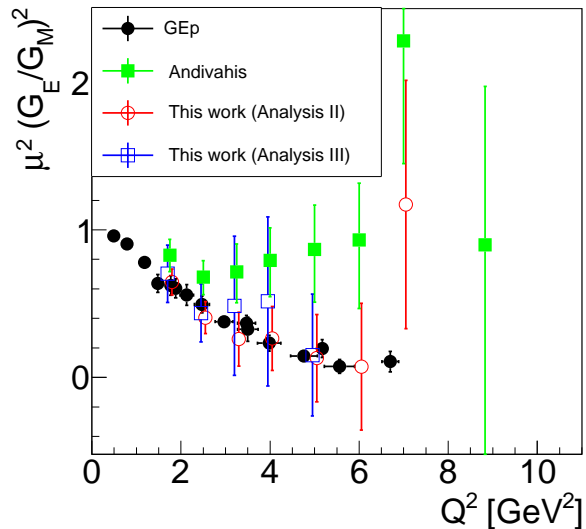 GEp
Andivahis
This work (Analysis II)
This work (Analysis III)
μ² (G_E/G_M)²
2
1
0
0 2 4 6 8 10
Q² [GeV²]